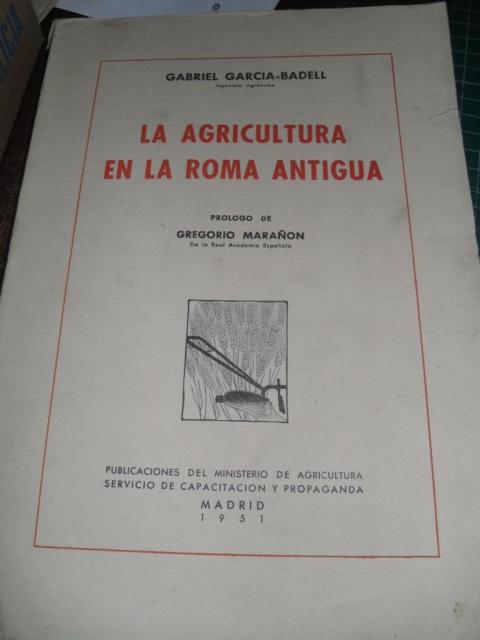 GABRIEL GARCIA-BADELL
Ingeniero Agrónomo
LA AGRICULTURA
EN LA ROMA ANTIGUA
PROLOGO DE
GREGORIO MARAÑON
De la Real Academia Española
PUBLICACIONES DEL MINISTERIO DE AGRICULTURA
SERVICIO DE CAPACITACION Y PROPAGANDA
MADRID
1951